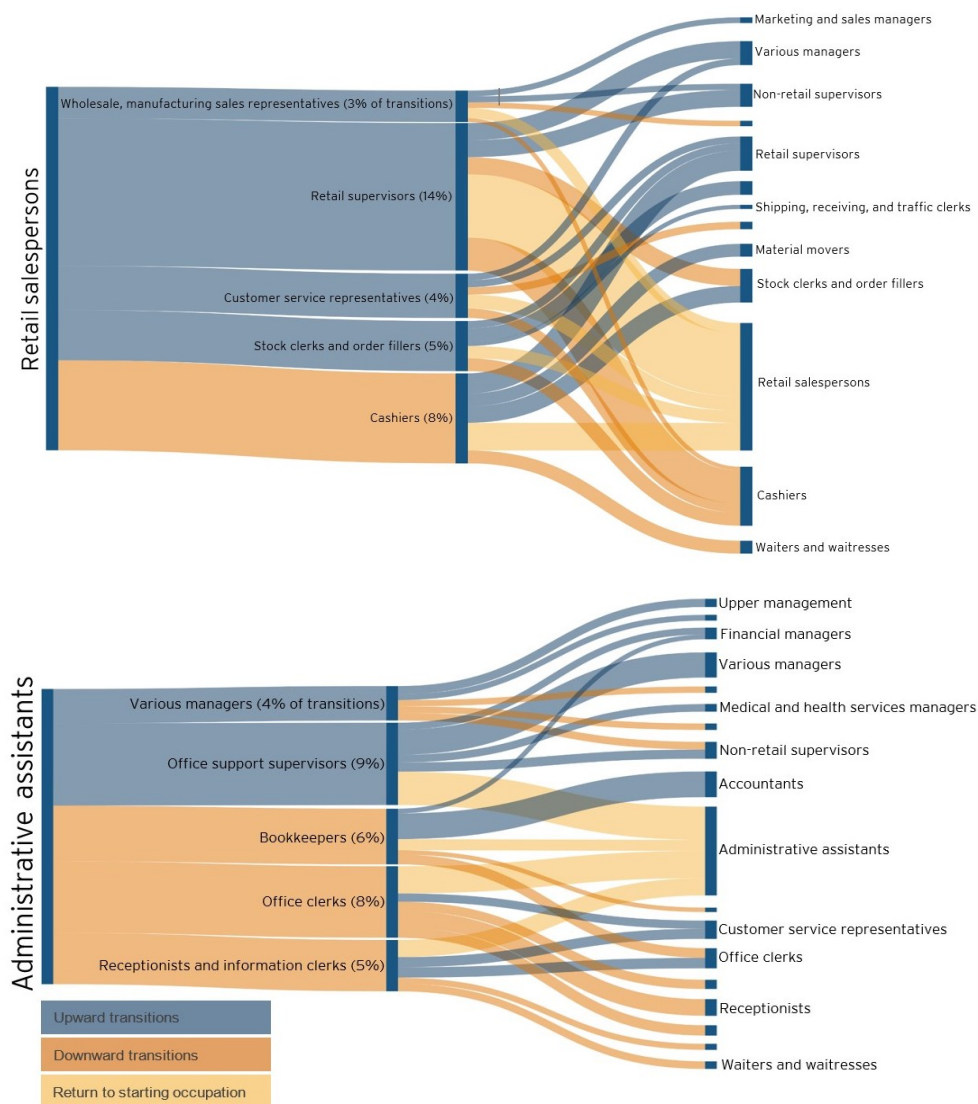 Retail salespersons
Wholesale, manufacturing sales representatives (3% of transitions)
Retail supervisors (14%)
Customer service representatives (4%)
Stock clerks and order fillers (5%)
Cashiers (8%)
Marketing and sales managers
Various managers
Non-retail supervisors
Retail supervisors
Shipping, receiving, and traffic clerks
Material movers
Stock clerks and order fillers
Retail salespersons
Cashiers
Waiters and waitresses
Administrative assistants
Various managers (4% of transitions)
Office support supervisors (9%)
Bookkeepers (6%)
Office clerks (8%)
Receptionists and information clerks (5%)
Upper management
Financial managers
Various managers
Medical and health services managers
Non-retail supervisors
Accountants
Administrative assistants
Customer service representatives
Office clerks
Receptionists
Waiters and waitresses
Upward transitions
Downward transitions
Return to starting occupation